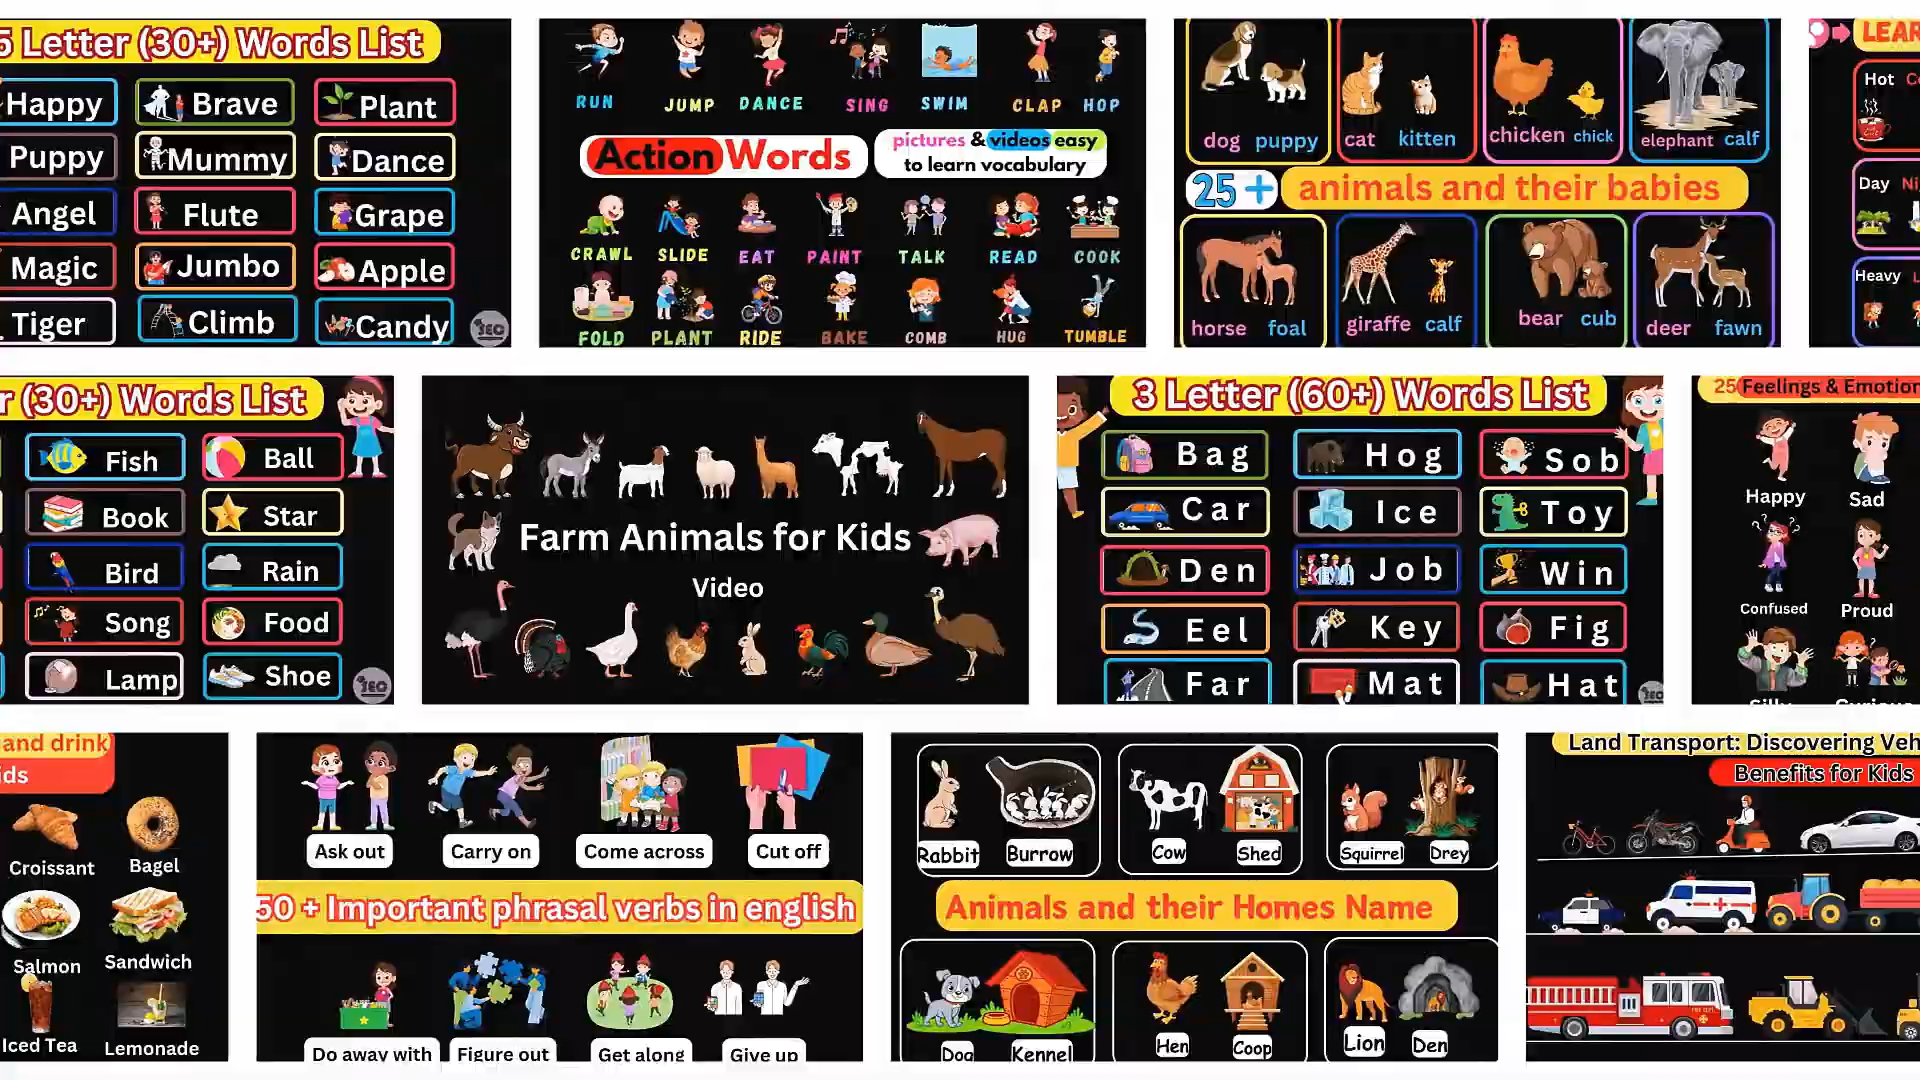 5 Letter (30+) Words List
Happy Brave Plant
Puppy Mummy Dance
Angel Flute Grape
Magic Jumbo Apple
Tiger Climb Candy
SEO
RUN JUMP DANCE SING SWIM CLAP HOP
Action Words
pictures & videos easy
to learn vocabulary
CRAWL SLIDE EAT PAINT TALK READ COOK
FOLD PLANT RIDE BAKE COMB HUG TUMBLE
dog puppy cat kitten chicken chick elephant calf
25+ animals and their babies
horse foal giraffe calf bear cub deer fawn
LEAR
Hot
Day
Heavy
(30+) Words List
Fish Ball
Book Star
Bird Rain
Song Food
Lamp Shoe
SEO
Farm Animals for Kids
Video
3 Letter (60+) Words List
Bag Hog Sob
Car Ice Toy
Den Job Win
Eel Key Fig
Far Mat Hat
25 Feelings & Emotion
Happy Sad
Confused Proud
and drink
Croissant Bagel
Salmon Sandwich
Iced Tea Lemonade
Ask out Carry on Come across Cut off
50 + Important phrasal verbs in english
Do away with Figure out Get along Give up
Rabbit Burrow Cow Shed Squirrel Drey
Animals and their Homes Name
Dog Kennel Hen Coop Lion Den
Land Transport: Discovering Veh
Benefits for Kids